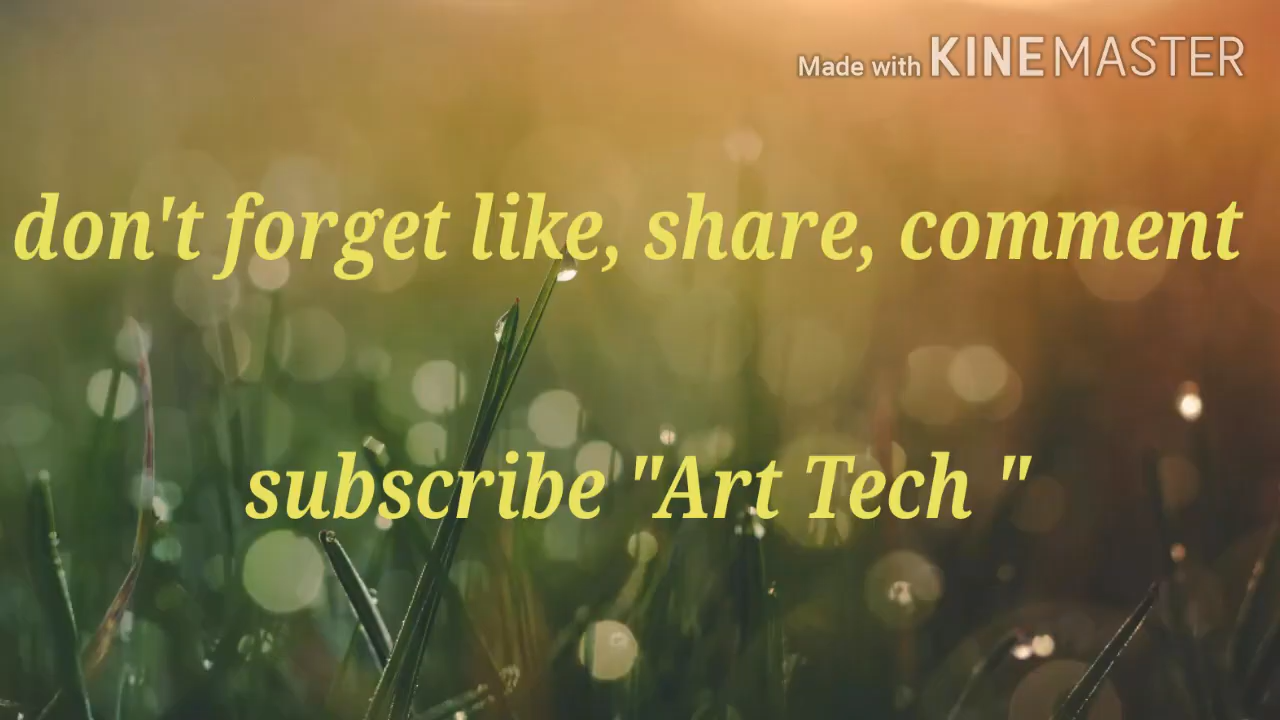 Made with KINEMASTER
don't forget like, share, comment
subscribe "Art Tech "